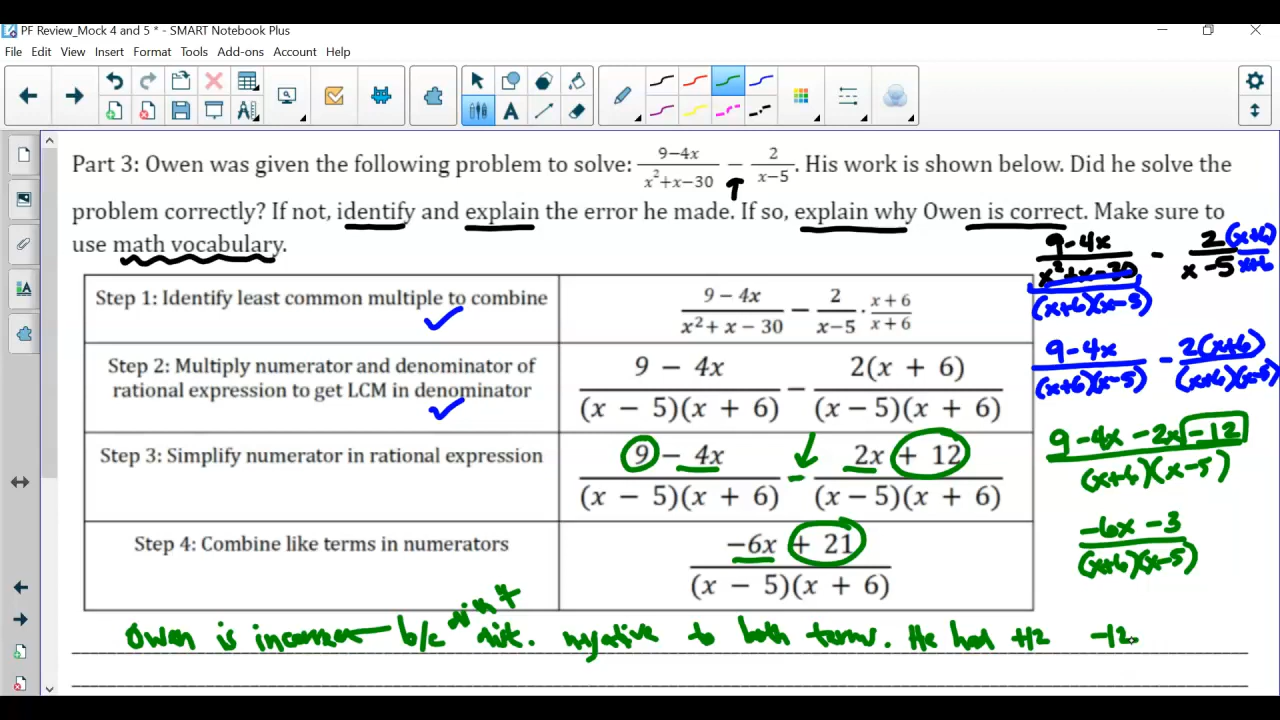 PF Review_Mock 4 and 5 * - SMART Notebook Plus
File Edit View Insert Format Tools Add-ons Account Help
Part 3: Owen was given the following problem to solve: (9−4x)/(x²+x−30) − 2/(x−5). His work is shown below. Did he solve the
problem correctly? If not, identify and explain the error he made. If so, explain why Owen is correct. Make sure to
use math vocabulary.
Step 1: Identify least common multiple to combine
9 − 4x / x² + x − 30 − 2 / x−5 · x + 6 / x + 6
Step 2: Multiply numerator and denominator of
rational expression to get LCM in denominator
9 − 4x / (x − 5)(x + 6) − 2(x + 6) / (x − 5)(x + 6)
Step 3: Simplify numerator in rational expression
9 − 4x / (x − 5)(x + 6) − 2x + 12 / (x − 5)(x + 6)
Step 4: Combine like terms in numerators
−6x + 21 / (x − 5)(x + 6)
9-4x / x²+x-30 - 2 (x+6) / x-5 x+6
(x+6)(x-5)
9-4x / (x+6)(x-5) - 2(x+6) / (x+6)(x-5)
9-4x-2x-12 / (x+6)(x-5)
-6x-3 / (x+6)(x-5)
Owen is incorrect b/c didn't dist. negative to both terms. He had +12 -12